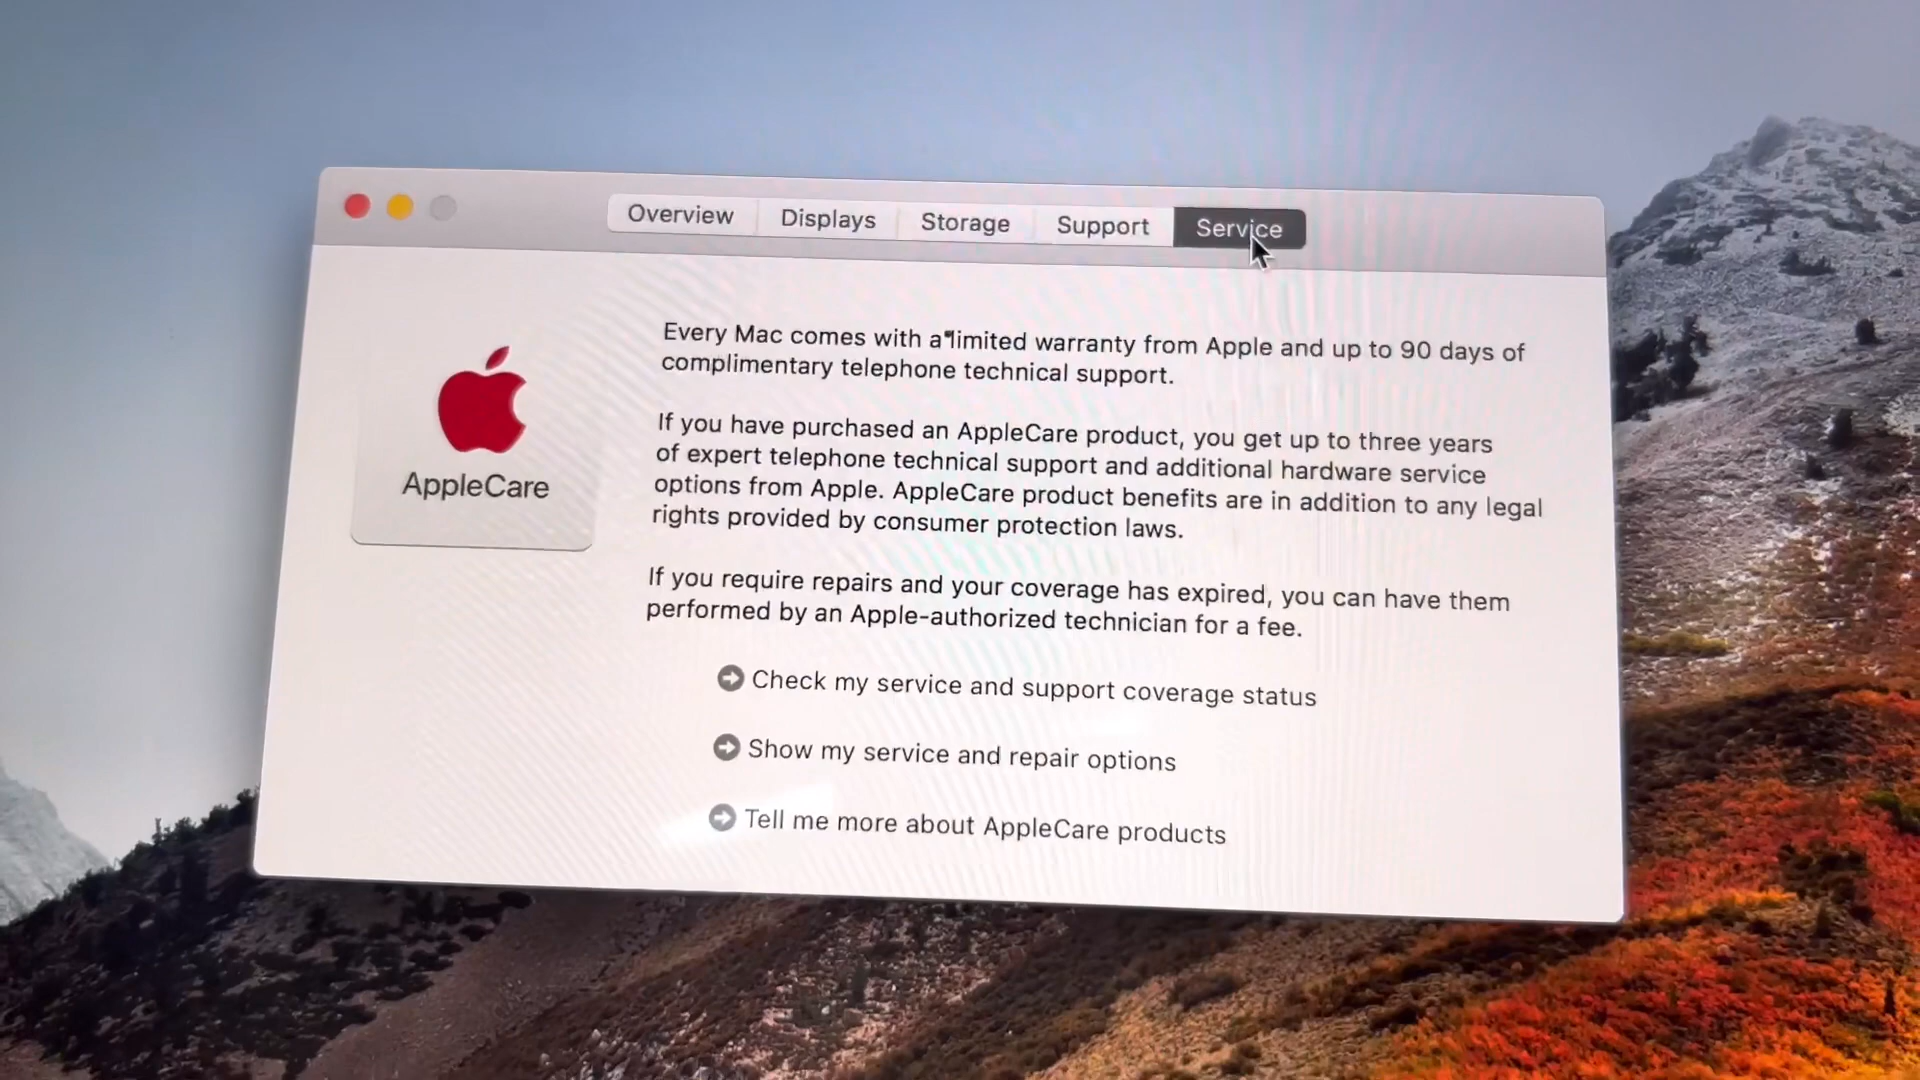 Overview Displays Storage Support Service
Every Mac comes with a limited warranty from Apple and up to 90 days of
complimentary telephone technical support.
AppleCare
If you have purchased an AppleCare product, you get up to three years
of expert telephone technical support and additional hardware service
options from Apple. AppleCare product benefits are in addition to any legal
rights provided by consumer protection laws.
If you require repairs and your coverage has expired, you can have them
performed by an Apple-authorized technician for a fee.
Check my service and support coverage status
Show my service and repair options
Tell me more about AppleCare products